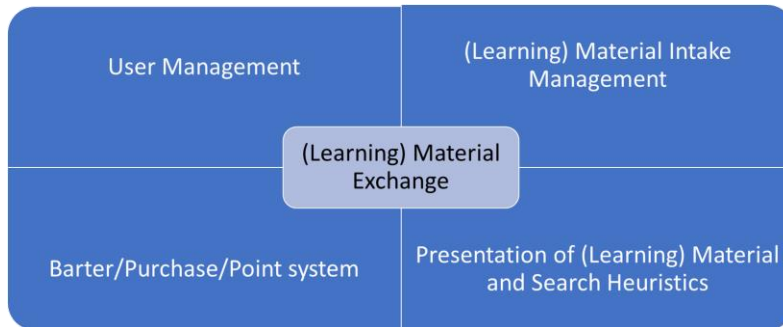 User Management
(Learning) Material Intake
Management
(Learning) Material
Exchange
Barter/Purchase/Point system
Presentation of (Learning) Material
and Search Heuristics